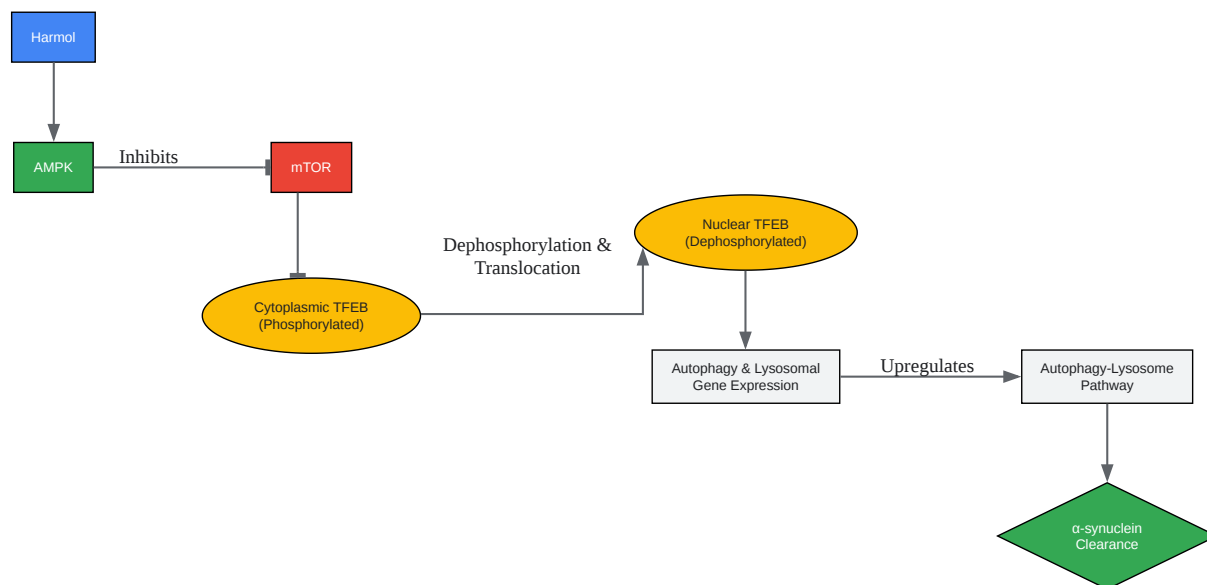 Harmol
AMPK
Inhibits
mTOR
Cytoplasmic TFEB
(Phosphorylated)
Dephosphorylation &
Translocation
Nuclear TFEB
(Dephosphorylated)
Autophagy & Lysosomal
Gene Expression
Upregulates
Autophagy-Lysosome
Pathway
α-synuclein
Clearance